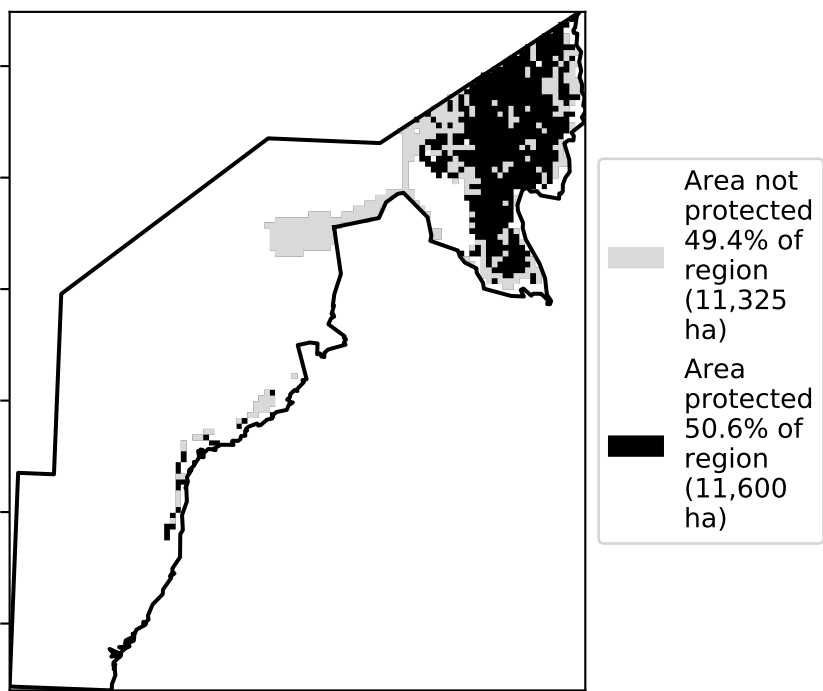 Area not
protected
49.4% of
region
(11,325
ha)
Area
protected
50.6% of
region
(11,600
ha)